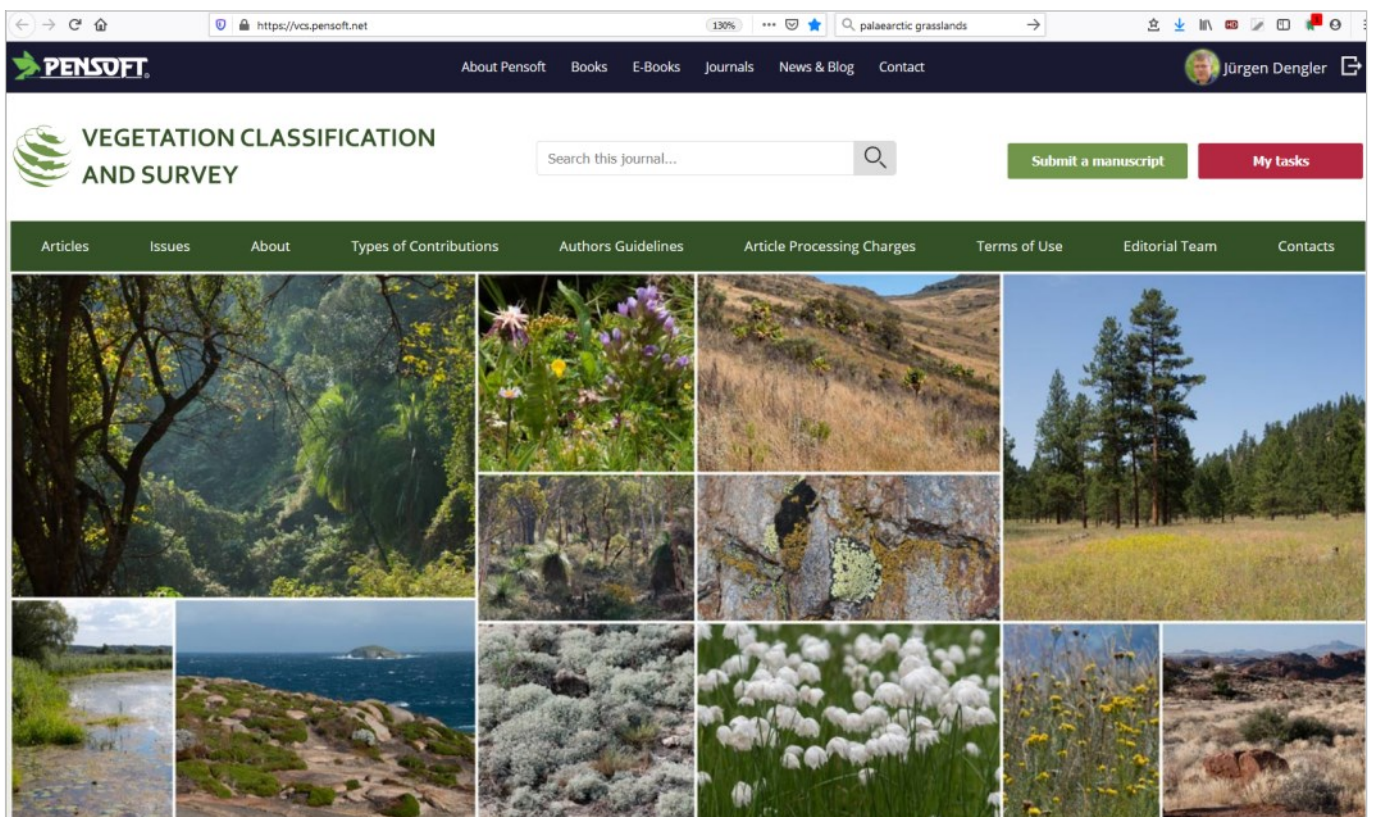 https://vcs.pensoft.net
130%
palaearctic grasslands
PENSOFT.
About Pensoft Books E-Books Journals News & Blog Contact
Jürgen Dengler
VEGETATION CLASSIFICATION
AND SURVEY
Search this journal...
Submit a manuscript
My tasks
Articles Issues About Types of Contributions Authors Guidelines Article Processing Charges Terms of Use Editorial Team Contacts